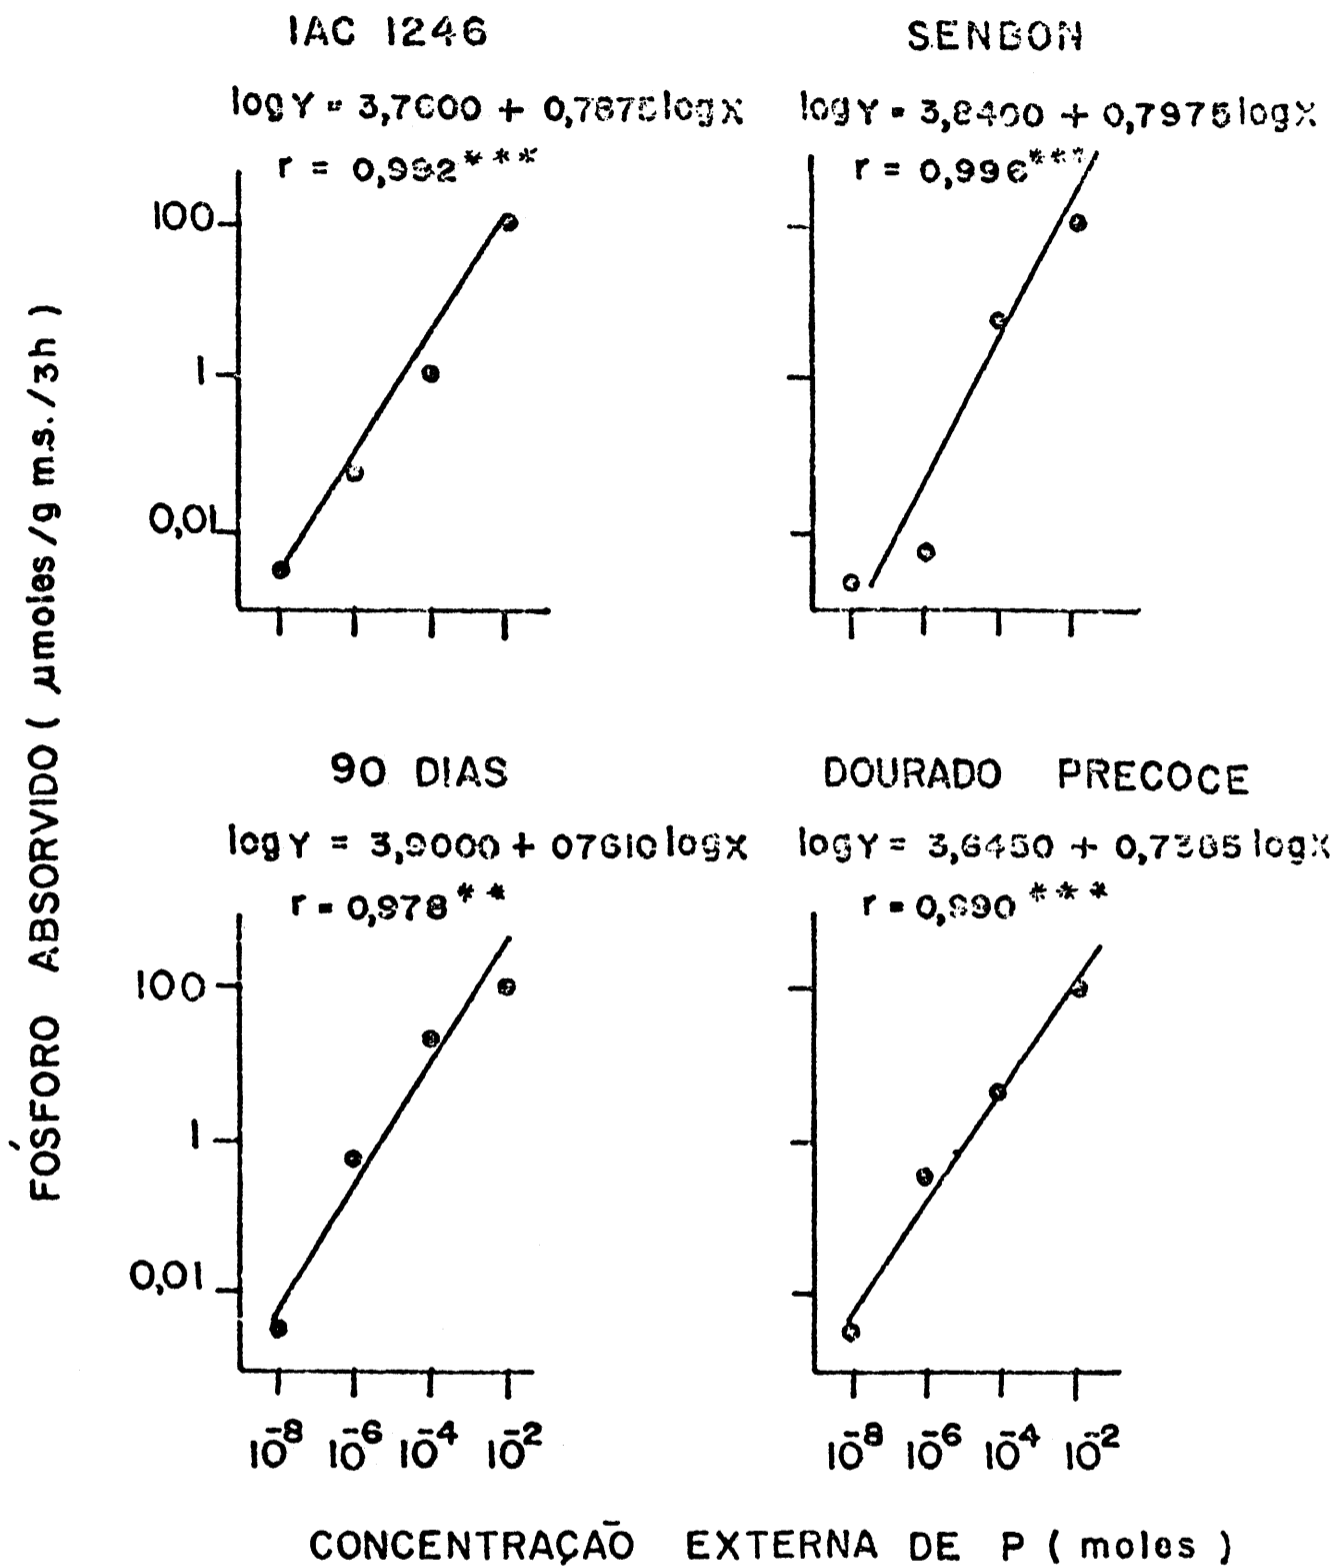 IAC 1246
log Y = 3,7600 + 0,7875 log X
r = 0,992***
100
1
0,01
SENBON
log Y = 3,8400 + 0,7975 log X
r = 0,996***
90 DIAS
log Y = 3,9000 + 07610 log X
r = 0,978**
100
1
0,01
10-8 10-6 10-4 10-2
DOURADO PRECOCE
log Y = 3,6450 + 0,7385 log X
r = 0,990***
10-8 10-6 10-4 10-2
FÓSFORO ABSORVIDO ( µmoles /g m.s./3h )
CONCENTRAÇÃO EXTERNA DE P ( moles )